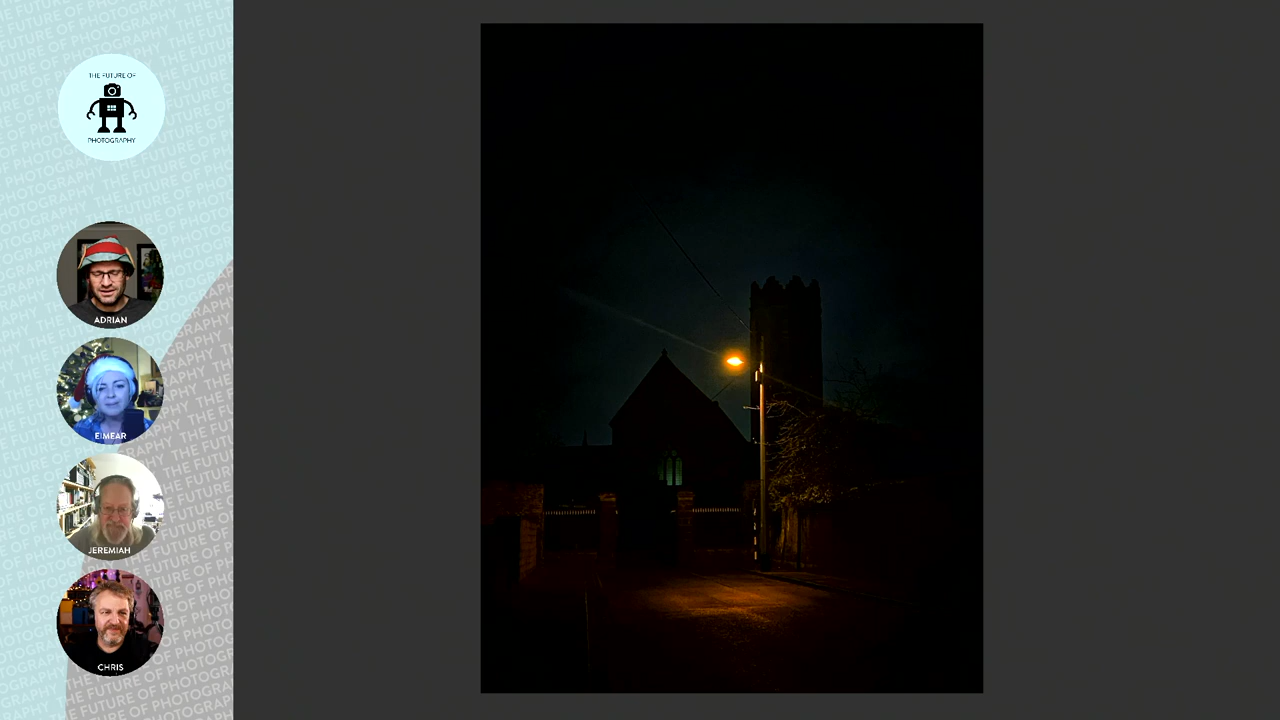 THE FUTURE OF
PHOTOGRAPHY
ADRIAN
EIMEAR
JEREMIAH
CHRIS